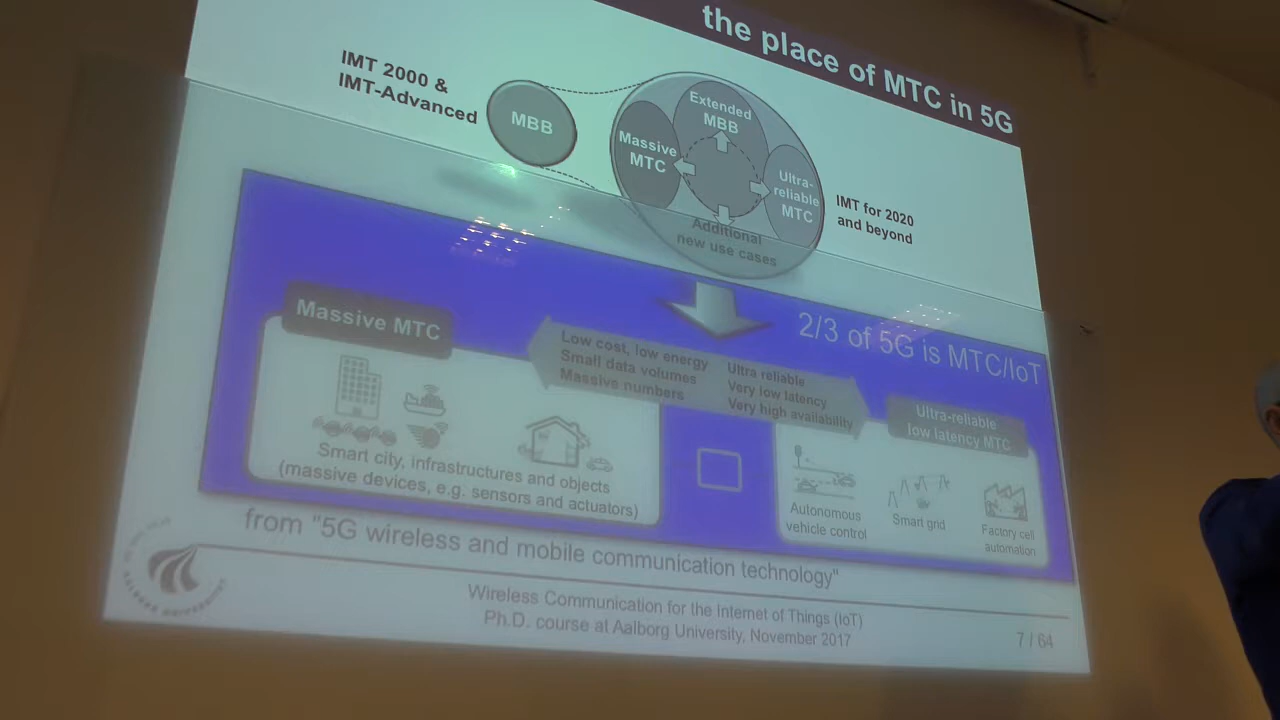 the place of MTC in 5G
IMT 2000 &
IMT-Advanced
MBB
Extended
MBB
Massive
MTC
Ultra-
reliable
MTC
Additional
new use cases
IMT for 2020
and beyond
2/3 of 5G is MTC/IoT
Massive MTC
Low cost, low energy
Small data volumes
Massive numbers
Ultra reliable
Very low latency
Very high availability
Ultra-reliable
low latency MTC
Smart city, infrastructures and objects
(massive devices, e.g. sensors and actuators)
Autonomous
vehicle control
Smart grid
Factory cell
automation
from "5G wireless and mobile communication technology"
Wireless Communication for the Internet of Things (IoT)
Ph.D. course at Aalborg University, November 2017
7 / 64